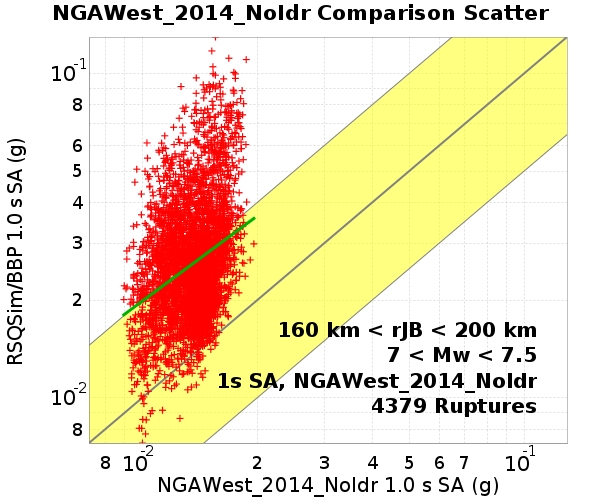 NGAWest_2014_NoIdr Comparison Scatter
RSQSim/BBP 1.0 s SA (g)
10-1
8
6
5
4
3
2
10-2
8
160 km < rJB < 200 km
7 < Mw < 7.5
1s SA, NGAWest_2014_NoIdr
4379 Ruptures
8 10-2 2 3 4 5 6 7 10-1
NGAWest_2014_NoIdr 1.0 s SA (g)